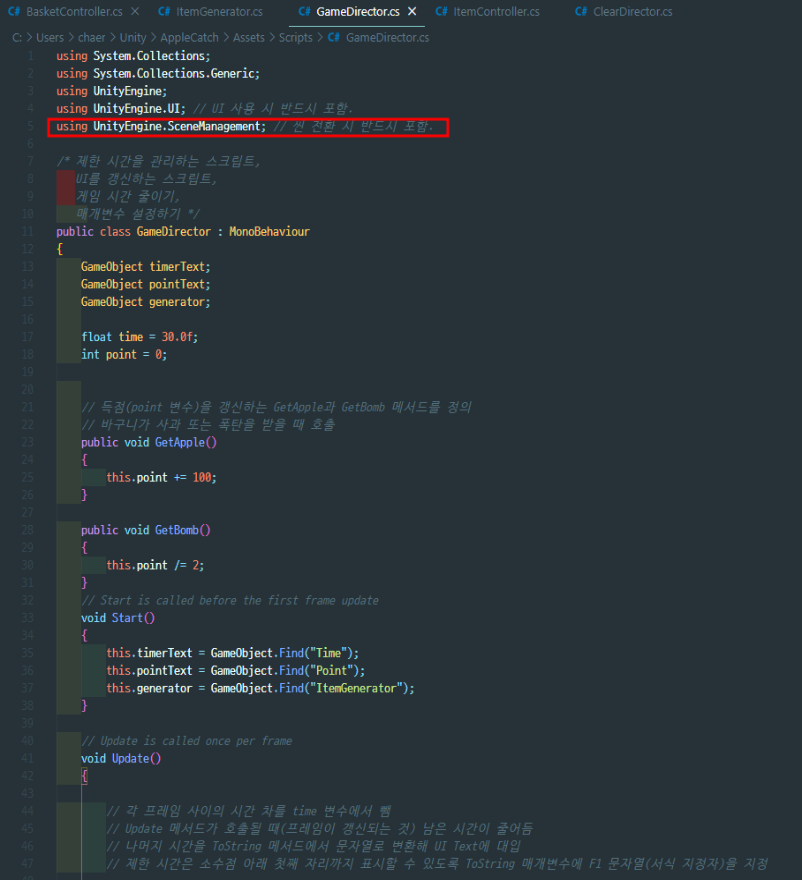 C# BasketController.cs ×
C# ItemGenerator.cs
C# GameDirector.cs ×
C# ItemController.cs
C# ClearDirector.cs
C: > Users > chaer > Unity > AppleCatch > Assets > Scripts > C# GameDirector.cs
1 using System.Collections;
2 using System.Collections.Generic;
3 using UnityEngine;
4 using UnityEngine.UI; // UI 사용 시 반드시 포함.
5 using UnityEngine.SceneManagement; // 씬 전환 시 반드시 포함.
6
7 /* 제한 시간을 관리하는 스크립트,
8 UI를 갱신하는 스크립트,
9 게임 시간 줄이기,
10 매개변수 설정하기 */
11 public class GameDirector : MonoBehaviour
12 {
13 GameObject timerText;
14 GameObject pointText;
15 GameObject generator;
16
17 float time = 30.0f;
18 int point = 0;
19
20
21 // 득점(point 변수)을 갱신하는 GetApple과 GetBomb 메서드를 정의
22 // 바구니가 사과 또는 폭탄을 받을 때 호출
23 public void GetApple()
24 {
25 this.point += 100;
26 }
27
28 public void GetBomb()
29 {
30 this.point /= 2;
31 }
32 // Start is called before the first frame update
33 void Start()
34 {
35 this.timerText = GameObject.Find("Time");
36 this.pointText = GameObject.Find("Point");
37 this.generator = GameObject.Find("ItemGenerator");
38 }
39
40 // Update is called once per frame
41 void Update()
42 {
43
44 // 각 프레임 사이의 시간 차를 time 변수에서 뺌
45 // Update 메서드가 호출될 때(프레임이 갱신되는 것) 남은 시간이 줄어듬
46 // 나머지 시간을 ToString 메서드에서 문자열로 변환해 UI Text에 대입
47 // 제한 시간은 소수점 아래 첫째 자리까지 표시할 수 있도록 ToString 매개변수에 F1 문자열(서식 지정자)을 지정